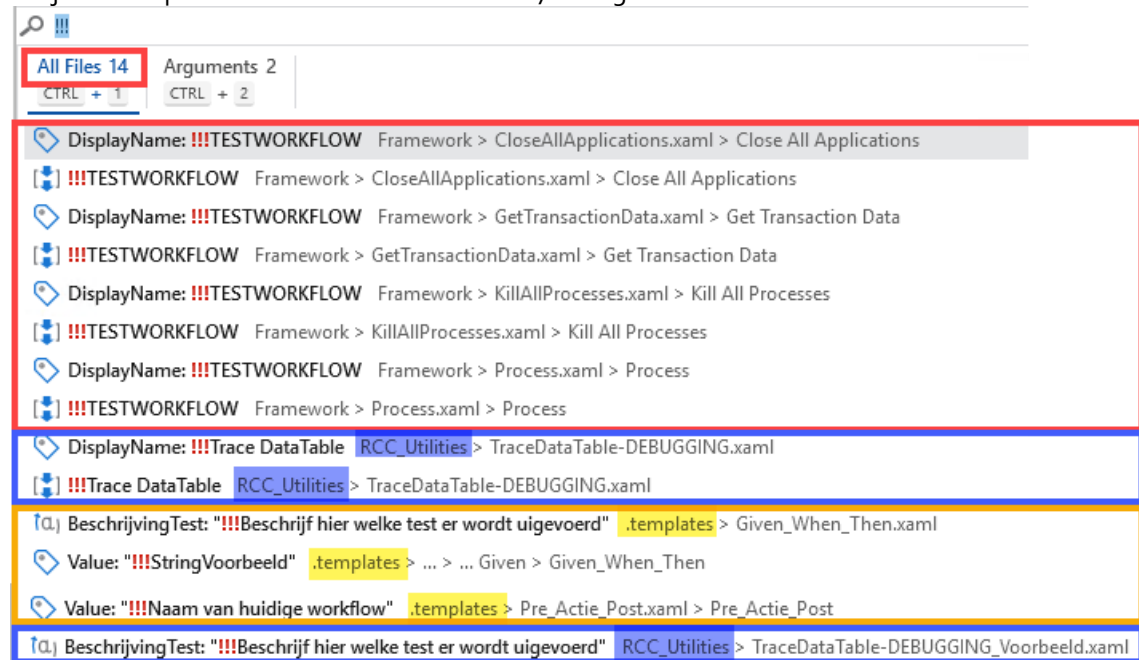 !!!
All Files 14 Arguments 2
CTRL + 1 CTRL + 2
DisplayName: !!!TESTWORKFLOW Framework > CloseAllApplications.xaml > Close All Applications
!!!TESTWORKFLOW Framework > CloseAllApplications.xaml > Close All Applications
DisplayName: !!!TESTWORKFLOW Framework > GetTransactionData.xaml > Get Transaction Data
!!!TESTWORKFLOW Framework > GetTransactionData.xaml > Get Transaction Data
DisplayName: !!!TESTWORKFLOW Framework > KillAllProcesses.xaml > Kill All Processes
!!!TESTWORKFLOW Framework > KillAllProcesses.xaml > Kill All Processes
DisplayName: !!!TESTWORKFLOW Framework > Process.xaml > Process
!!!TESTWORKFLOW Framework > Process.xaml > Process
DisplayName: !!!Trace DataTable RCC_Utilities > TraceDataTable-DEBUGGING.xaml
!!!Trace DataTable RCC_Utilities > TraceDataTable-DEBUGGING.xaml
BeschrijvingTest: "!!!Beschrijf hier welke test er wordt uigevoerd" .templates > Given_When_Then.xaml
Value: "!!!StringVoorbeeld" .templates > ... > ... Given > Given_When_Then
Value: "!!!Naam van huidige workflow" .templates > Pre_Actie_Post.xaml > Pre_Actie_Post
BeschrijvingTest: "!!!Beschrijf hier welke test er wordt uigevoerd" RCC_Utilities > TraceDataTable-DEBUGGING_Voorbeeld.xaml